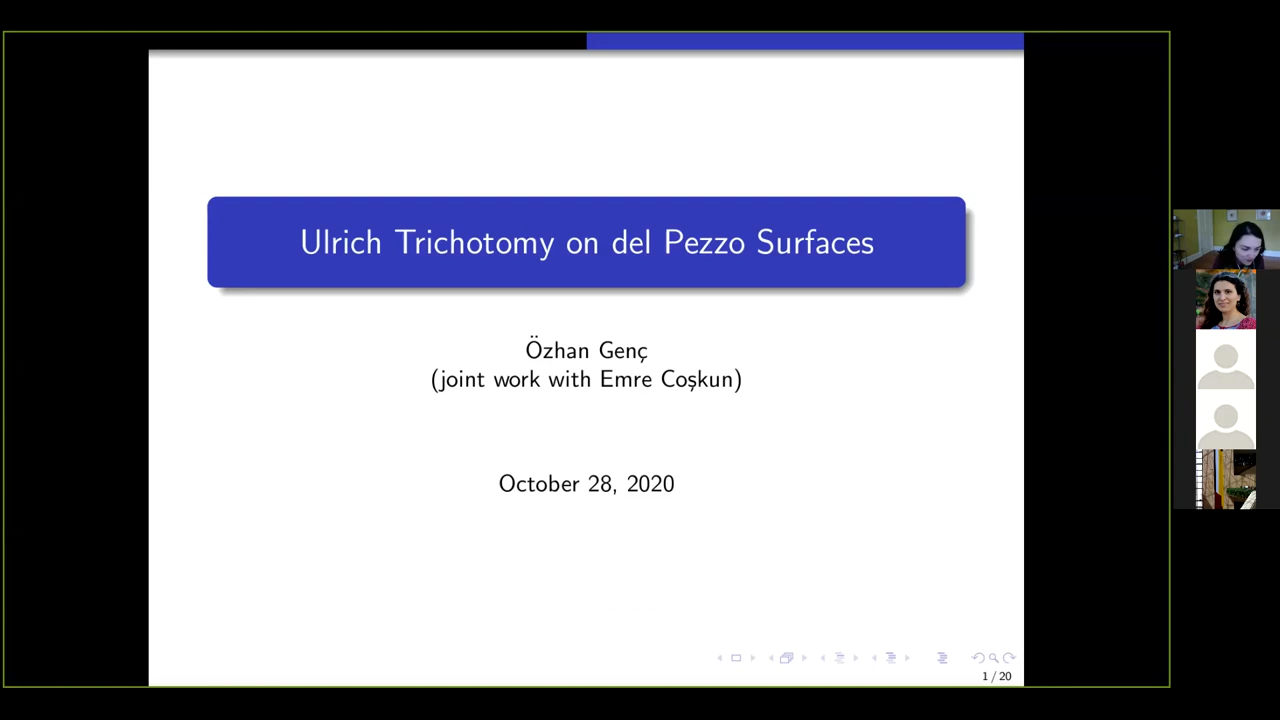 Ulrich Trichotomy on del Pezzo Surfaces
Özhan Genç
(joint work with Emre Coşkun)
October 28, 2020
1 / 20